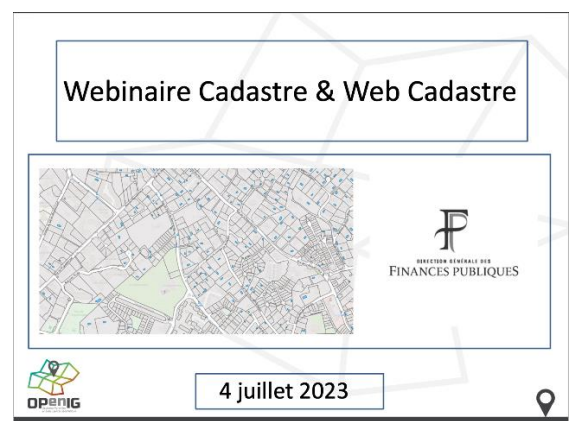 Webinaire Cadastre & Web Cadastre
DIRECTION GÉNÉRALE DES
FINANCES PUBLIQUES
OPenIG
4 juillet 2023